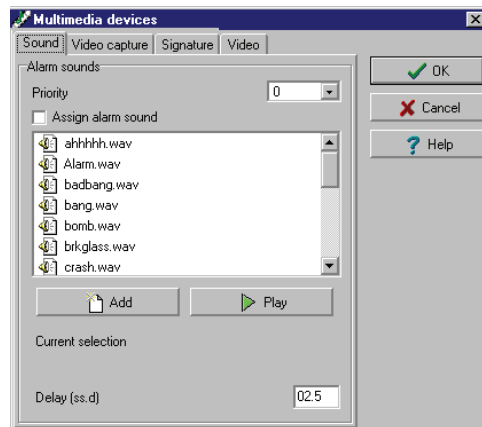 Multimedia devices
Sound Video capture Signature Video
Alarm sounds
Priority 0
Assign alarm sound
ahhhhh.wav
Alarm.wav
badbang.wav
bang.wav
bomb.wav
brkglass.wav
crash.wav
Add Play
Current selection
Delay (ss.d) 02.5
OK
Cancel
Help